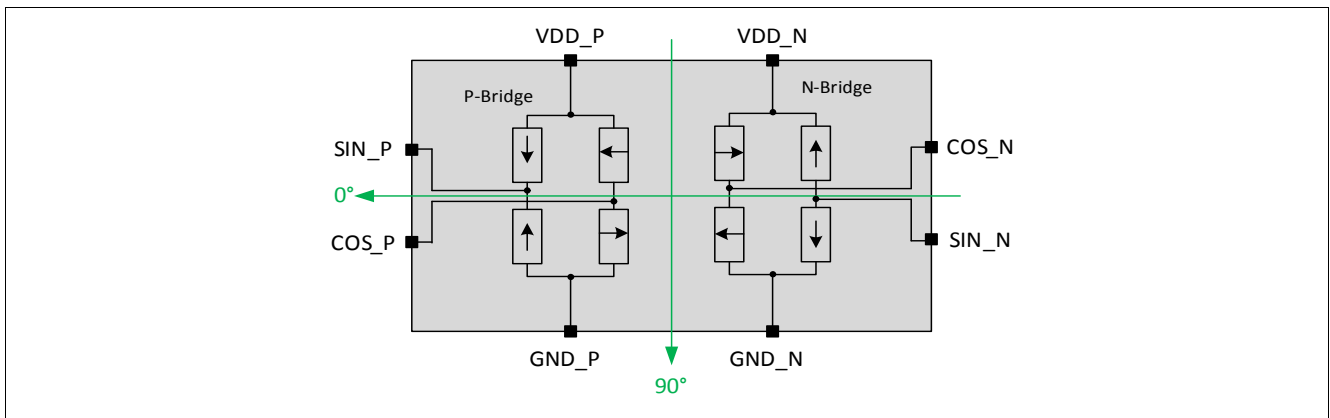 VDD_P
VDD_N
P-Bridge
N-Bridge
SIN_P
COS_N
0°
COS_P
SIN_N
GND_P
GND_N
90°